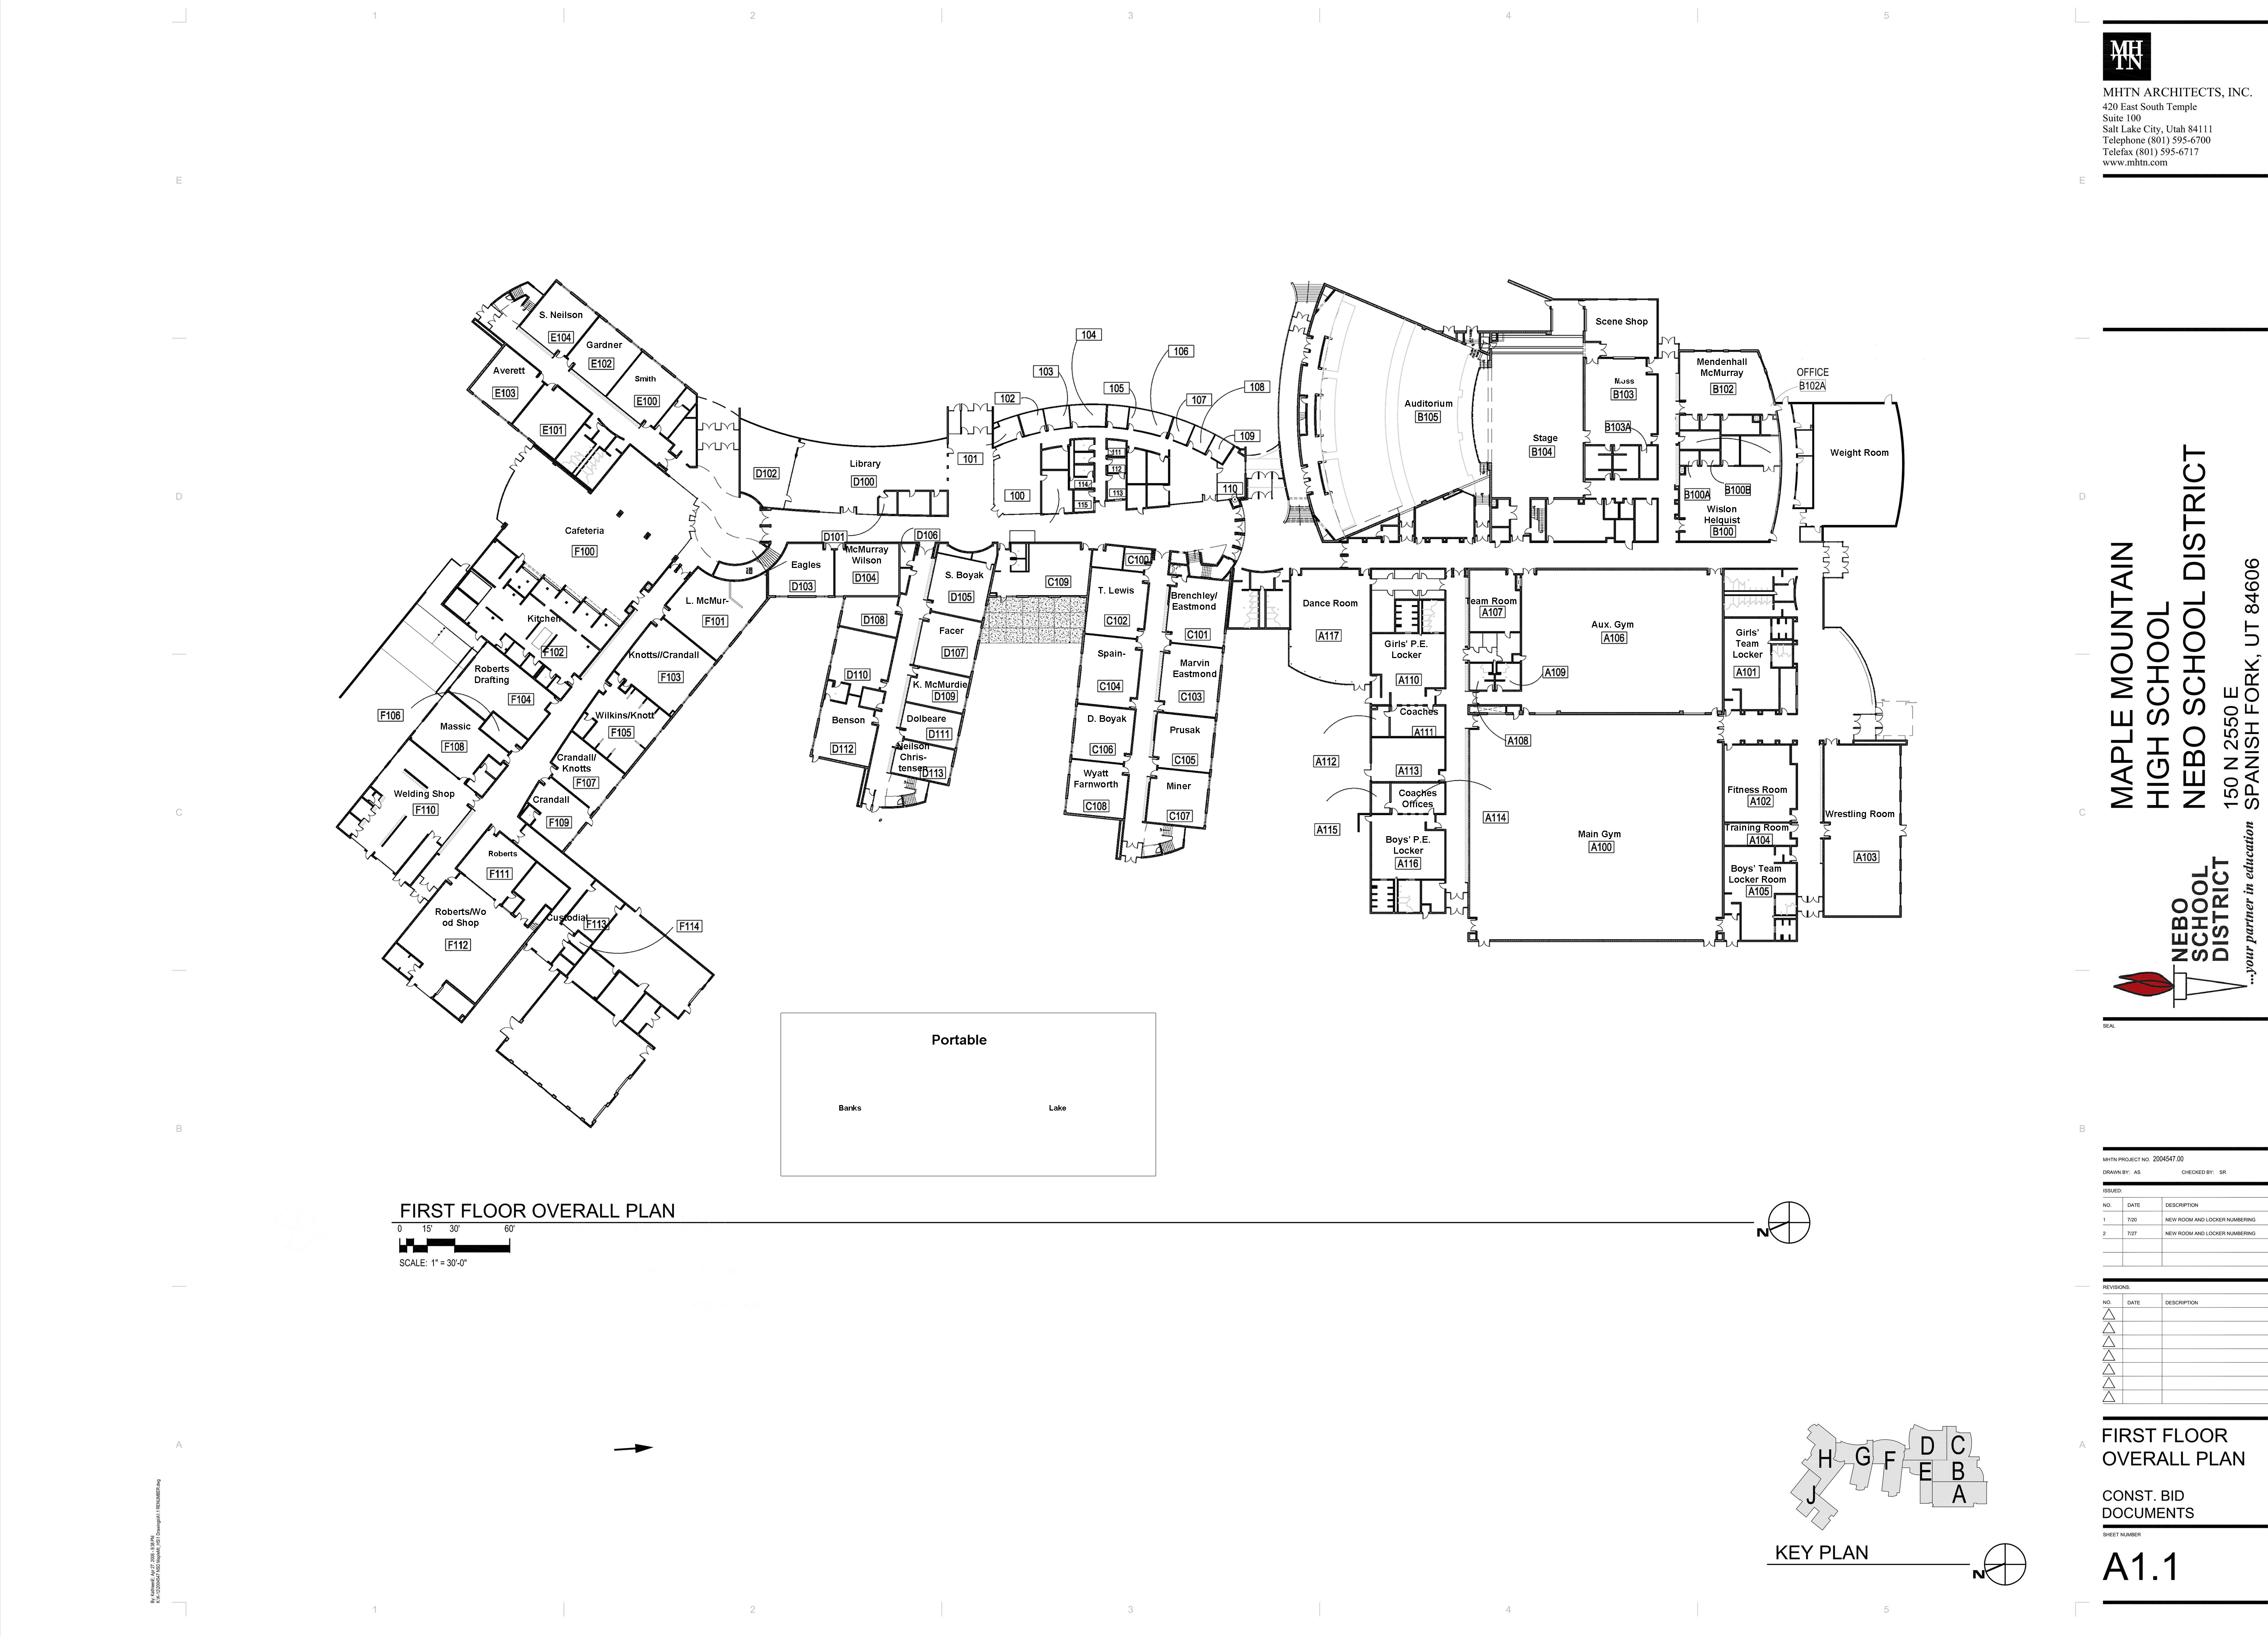 1
2
3
4
5
E
E
D
D
C
C
B
B
A
A
S. Neilson
E104
Gardner
E102
Smith
E100
Averett
E103
E101
Cafeteria
F100
Kitchen
F102
L. McMur-
F101
Knotts//Crandall
F103
Roberts
Drafting
F104
F106
Massic
F108
Wilkins/Knott
F105
Crandall/
Knotts
F107
Crandall
F109
Welding Shop
F110
Roberts
F111
Roberts/Wo
od Shop
F112
Custodial
F113
F114
D102
Library
D100
D101
D106
Eagles
D103
McMurray
Wilson
D104
S. Boyak
D105
D108
Facer
D107
D110
K. McMurdie
D109
Dolbeare
D111
Benson
D112
Neilson
Chris-
tensen
D113
101
100
102
103
104
105
106
107
108
109
110
111
112
113
114
115
C109
C100
T. Lewis
C102
Brenchley/
Eastmond
C101
Spain-
C104
Marvin
Eastmond
C103
D. Boyak
C106
Prusak
C105
Wyatt
Farnworth
C108
Miner
C107
Auditorium
B105
Stage
B104
Scene Shop
Moss
B103
B103A
Mendenhall
McMurray
B102
OFFICE
B102A
B100A
B100B
Wislon
Helquist
B100
Weight Room
Dance Room
A117
Girls' P.E.
Locker
A110
Team Room
A107
Aux. Gym
A106
A109
A108
Girls'
Team
Locker
A101
Coaches
A111
A112
A113
Coaches
Offices
A114
A115
Boys' P.E.
Locker
A116
Main Gym
A100
Fitness Room
A102
Training Room
A104
Boys' Team
Locker Room
A105
Wrestling Room
A103
Portable
Banks
Lake
FIRST FLOOR OVERALL PLAN
0 15' 30' 60'
SCALE: 1" = 30'-0"
N
H G F D C
E B
J A
KEY PLAN
N
1
2
3
4
5
MH
TN
MHTN ARCHITECTS, INC.
420 East South Temple
Suite 100
Salt Lake City, Utah 84111
Telephone (801) 595-6700
Telefax (801) 595-6717
www.mhtn.com
MAPLE MOUNTAIN
HIGH SCHOOL
NEBO SCHOOL DISTRICT
150 N 2550 E
SPANISH FORK, UT 84606
NEBO
SCHOOL
DISTRICT
...your partner in education
SEAL
MHTN PROJECT NO. 2004547.00
DRAWN BY: AS CHECKED BY: SR
ISSUED:
NO. DATE DESCRIPTION
1 7/20 NEW ROOM AND LOCKER NUMBERING
2 7/27 NEW ROOM AND LOCKER NUMBERING
REVISIONS:
NO. DATE DESCRIPTION
FIRST FLOOR
OVERALL PLAN
CONST. BID
DOCUMENTS
SHEET NUMBER
A1.1